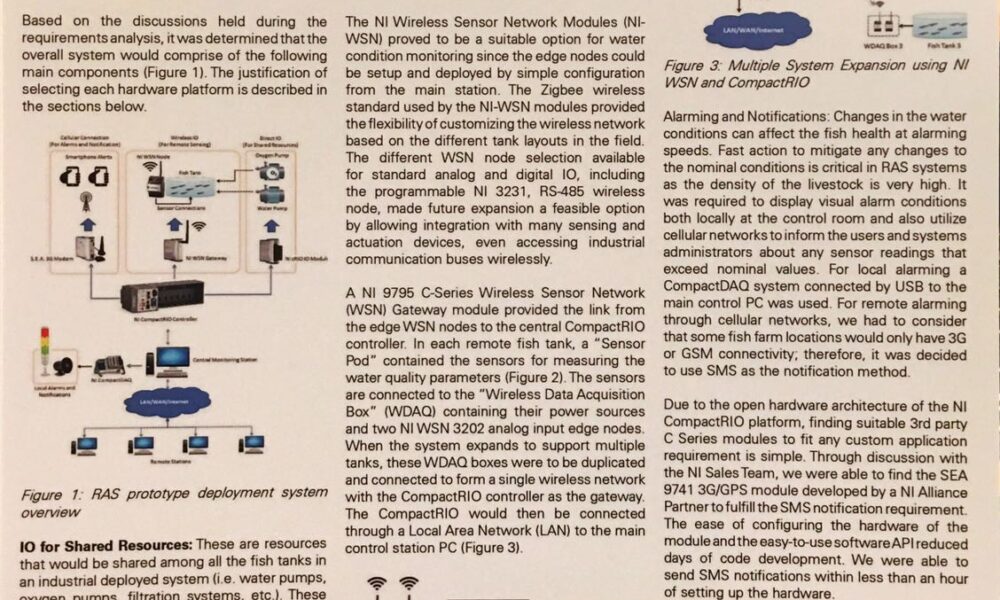 Based on the discussions held during the
requirements analysis, it was determined that the
overall system would comprise of the following
main components (Figure 1). The justification of
selecting each hardware platform is described in
the sections below.
Cellular Connection
(For Alarms and Notification)
Wireless IO
(For Remote Sensing)
Direct IO
(For Shared Resources)
Smartphone Alerts
NI WSN Node
Fish Tank
Oxygen Pump
Sensor Connections
Water Pump
S.E.A. 3G Modem
NI WSN Gateway
NI cRIO IO Module
NI CompactRIO Controller
Central Monitoring Station
NI CompactDAQ
Local Alarms and
Notifications
LAN/WAN/Internet
Remote Stations
Figure 1: RAS prototype deployment system
overview
IO for Shared Resources: These are resources
that would be shared among all the fish tanks in
an industrial deployed system (i.e. water pumps,
oxygen pumps, filtration systems, etc.). These
The NI Wireless Sensor Network Modules (NI-
WSN) proved to be a suitable option for water
condition monitoring since the edge nodes could
be setup and deployed by simple configuration
from the main station. The Zigbee wireless
standard used by the NI-WSN modules provided
the flexibility of customizing the wireless network
based on the different tank layouts in the field.
The different WSN node selection available
for standard analog and digital IO, including
the programmable NI 3231, RS-485 wireless
node, made future expansion a feasible option
by allowing integration with many sensing and
actuation devices, even accessing industrial
communication buses wirelessly.
A NI 9795 C-Series Wireless Sensor Network
(WSN) Gateway module provided the link from
the edge WSN nodes to the central CompactRIO
controller. In each remote fish tank, a "Sensor
Pod" contained the sensors for measuring the
water quality parameters (Figure 2). The sensors
are connected to the "Wireless Data Acquisition
Box" (WDAQ) containing their power sources
and two NI WSN 3202 analog input edge nodes.
When the system expands to support multiple
tanks, these WDAQ boxes were to be duplicated
and connected to form a single wireless network
with the CompactRIO controller as the gateway.
The CompactRIO would then be connected
through a Local Area Network (LAN) to the main
control station PC (Figure 3).
LAN/WAN/Internet
WDAQ Box 3
Fish Tank 3
Figure 3: Multiple System Expansion using NI
WSN and CompactRIO
Alarming and Notifications: Changes in the water
conditions can affect the fish health at alarming
speeds. Fast action to mitigate any changes to
the nominal conditions is critical in RAS systems
as the density of the livestock is very high. It
was required to display visual alarm conditions
both locally at the control room and also utilize
cellular networks to inform the users and systems
administrators about any sensor readings that
exceed nominal values. For local alarming a
CompactDAQ system connected by USB to the
main control PC was used. For remote alarming
through cellular networks, we had to consider
that some fish farm locations would only have 3G
or GSM connectivity; therefore, it was decided
to use SMS as the notification method.
Due to the open hardware architecture of the NI
CompactRIO platform, finding suitable 3rd party
C Series modules to fit any custom application
requirement is simple. Through discussion with
the NI Sales Team, we were able to find the SEA
9741 3G/GPS module developed by a NI Alliance
Partner to fulfill the SMS notification requirement.
The ease of configuring the hardware of the
module and the easy-to-use software API reduced
days of code development. We were able to
send SMS notifications within less than an hour
of setting up the hardware.